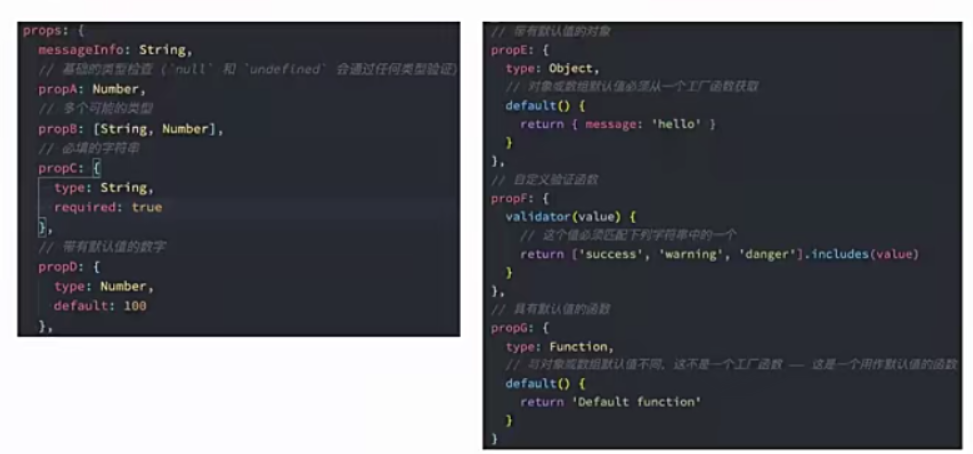 props: {
messageInfo: String,
// 基础的类型检查 (`null` 和 `undefined` 会通过任何类型验证)
propA: Number,
// 多个可能的类型
propB: [String, Number],
// 必填的字符串
propC: {
type: String,
required: true
},
// 带有默认值的数字
propD: {
type: Number,
default: 100
},
// 带有默认值的对象
propE: {
type: Object,
// 对象或数组默认值必须从一个工厂函数获取
default() {
return { message: 'hello' }
}
},
// 自定义验证函数
propF: {
validator(value) {
// 这个值必须匹配下列字符串中的一个
return ['success', 'warning', 'danger'].includes(value)
}
},
// 具有默认值的函数
propG: {
type: Function,
// 与对象或数组默认值不同，这不是一个工厂函数 —— 这是一个用作默认值的函数
default() {
return 'Default function'
}
}